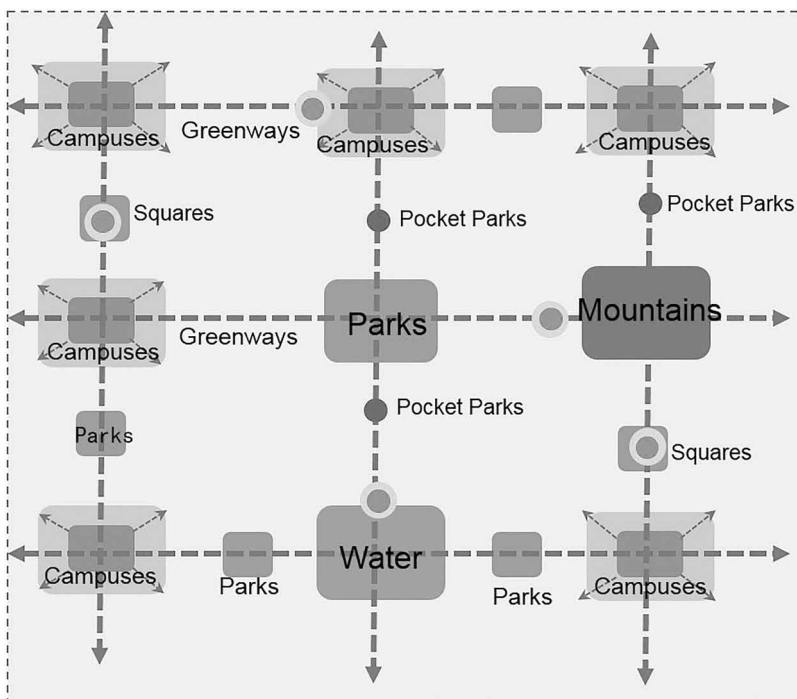 Greenways
Campuses
Campuses
Campuses
Squares
Pocket Parks
Pocket Parks
Parks
Mountains
Greenways
Campuses
Pocket Parks
Parks
Squares
Water
Campuses
Campuses
Parks
Parks